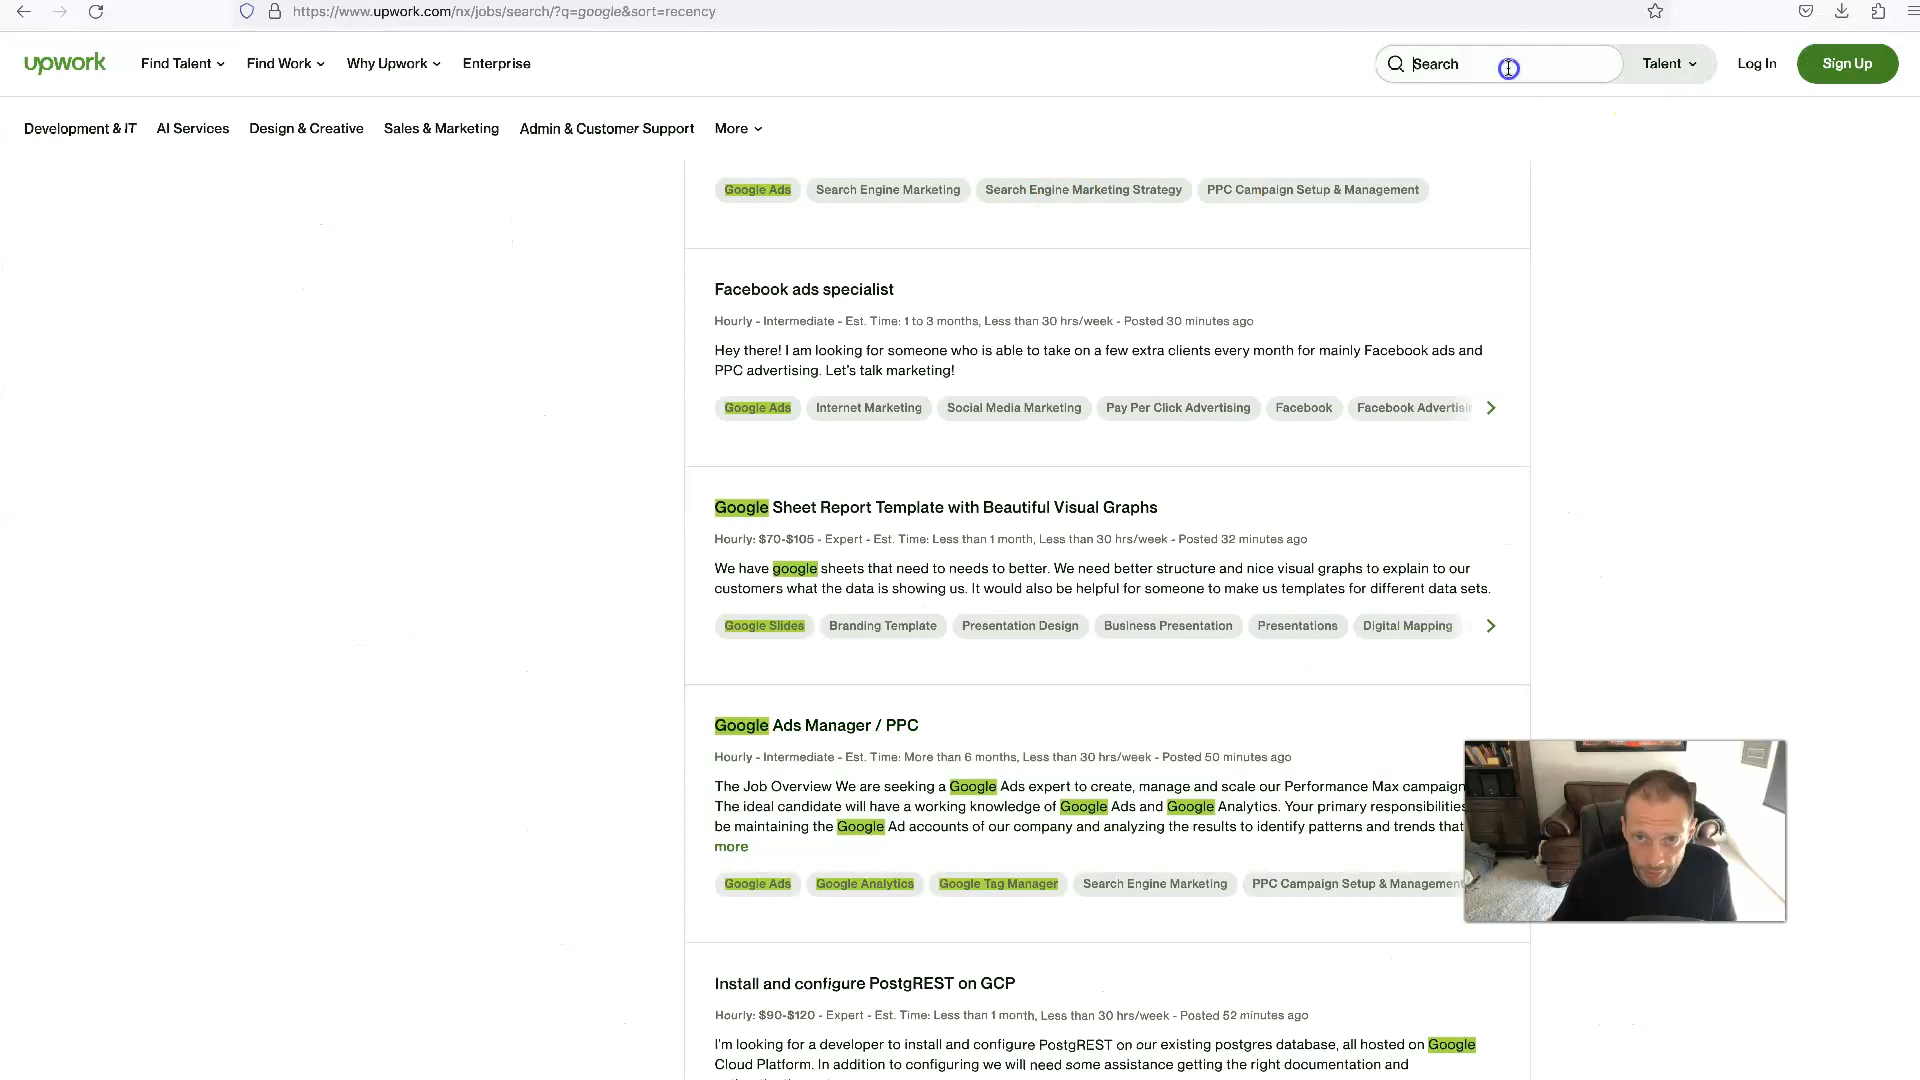 https://www.upwork.com/nx/jobs/search/?q=google&sort=recency
upwork Find Talent Find Work Why Upwork Enterprise Search Talent Log In Sign Up
Development & IT AI Services Design & Creative Sales & Marketing Admin & Customer Support More
Google Ads Search Engine Marketing Search Engine Marketing Strategy PPC Campaign Setup & Management
Facebook ads specialist
Hourly - Intermediate - Est. Time: 1 to 3 months, Less than 30 hrs/week - Posted 30 minutes ago
Hey there! I am looking for someone who is able to take on a few extra clients every month for mainly Facebook ads and
PPC advertising. Let's talk marketing!
Google Ads Internet Marketing Social Media Marketing Pay Per Click Advertising Facebook Facebook Advertisi
Google Sheet Report Template with Beautiful Visual Graphs
Hourly: $70-$105 - Expert - Est. Time: Less than 1 month, Less than 30 hrs/week - Posted 32 minutes ago
We have google sheets that need to needs to better. We need better structure and nice visual graphs to explain to our
customers what the data is showing us. It would also be helpful for someone to make us templates for different data sets.
Google Slides Branding Template Presentation Design Business Presentation Presentations Digital Mapping
Google Ads Manager / PPC
Hourly - Intermediate - Est. Time: More than 6 months, Less than 30 hrs/week - Posted 50 minutes ago
The Job Overview We are seeking a Google Ads expert to create, manage and scale our Performance Max campaign
The ideal candidate will have a working knowledge of Google Ads and Google Analytics. Your primary responsibilities
be maintaining the Google Ad accounts of our company and analyzing the results to identify patterns and trends that
more
Google Ads Google Analytics Google Tag Manager Search Engine Marketing PPC Campaign Setup & Management
Install and configure PostgREST on GCP
Hourly: $90-$120 - Expert - Est. Time: Less than 1 month, Less than 30 hrs/week - Posted 52 minutes ago
I'm looking for a developer to install and configure PostgREST on our existing postgres database, all hosted on Google
Cloud Platform. In addition to configuring we will need some assistance getting the right documentation and